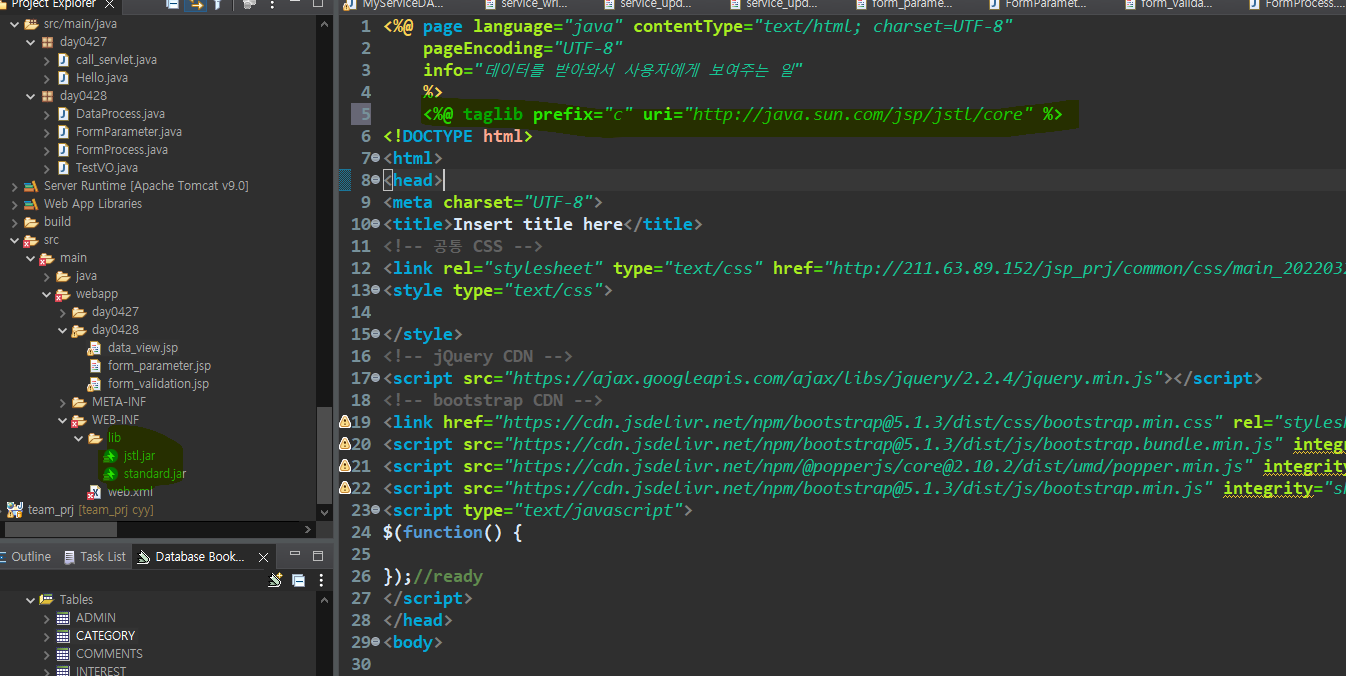 Project Explorer
src/main/java
day0427
call_servlet.java
Hello.java
day0428
DataProcess.java
FormParameter.java
FormProcess.java
TestVO.java
Server Runtime [Apache Tomcat v9.0]
Web App Libraries
build
src
main
java
webapp
day0427
day0428
data_view.jsp
form_parameter.jsp
form_validation.jsp
META-INF
WEB-INF
lib
jstl.jar
standard.jar
web.xml
team_prj [team_prj cyy]
Outline Task List Database Book...
Tables
ADMIN
CATEGORY
COMMENTS
INTEREST
MyServiceDA... service_wri... service_upd... service_upd... form_parame... FormParamet... form_valida... FormProcess....
1 <%@ page language="java" contentType="text/html; charset=UTF-8"
2 pageEncoding="UTF-8"
3 info="데이터를 받아와서 사용자에게 보여주는 일"
4 %>
5 <%@ taglib prefix="c" uri="http://java.sun.com/jsp/jstl/core" %>
6 <!DOCTYPE html>
7 <html>
8 <head>
9 <meta charset="UTF-8">
10 <title>Insert title here</title>
11 <!-- 공통 CSS -->
12 <link rel="stylesheet" type="text/css" href="http://211.63.89.152/jsp_prj/common/css/main_202203
13 <style type="text/css">
14
15 </style>
16 <!-- jQuery CDN -->
17 <script src="https://ajax.googleapis.com/ajax/libs/jquery/2.2.4/jquery.min.js"></script>
18 <!-- bootstrap CDN -->
19 <link href="https://cdn.jsdelivr.net/npm/bootstrap@5.1.3/dist/css/bootstrap.min.css" rel="styles
20 <script src="https://cdn.jsdelivr.net/npm/bootstrap@5.1.3/dist/js/bootstrap.bundle.min.js" integ
21 <script src="https://cdn.jsdelivr.net/npm/@popperjs/core@2.10.2/dist/umd/popper.min.js" integrity
22 <script src="https://cdn.jsdelivr.net/npm/bootstrap@5.1.3/dist/js/bootstrap.min.js" integrity="s
23 <script type="text/javascript">
24 $(function() {
25
26 });//ready
27 </script>
28 </head>
29 <body>
30